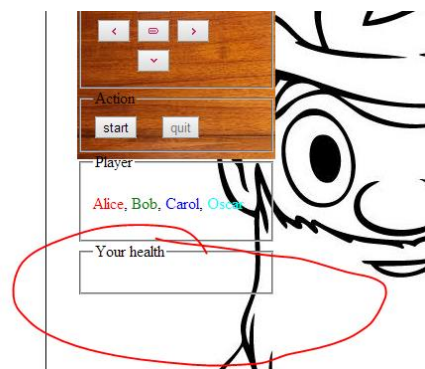 Action
start quit
Player
Alice, Bob, Carol, Oscar
Your health